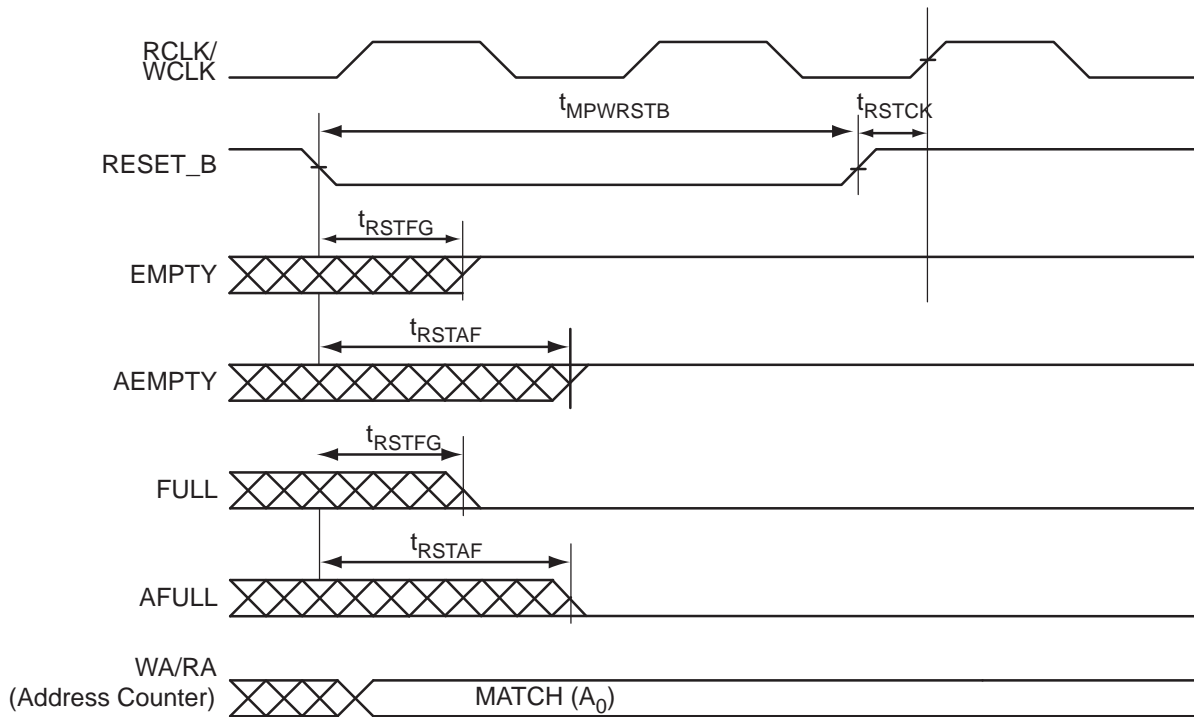 RCLK/
WCLK
tMPWRSTB
tRSTCK
RESET_B
tRSTFG
EMPTY
tRSTAF
AEMPTY
tRSTFG
FULL
tRSTAF
AFULL
WA/RA
(Address Counter)
MATCH (A0)